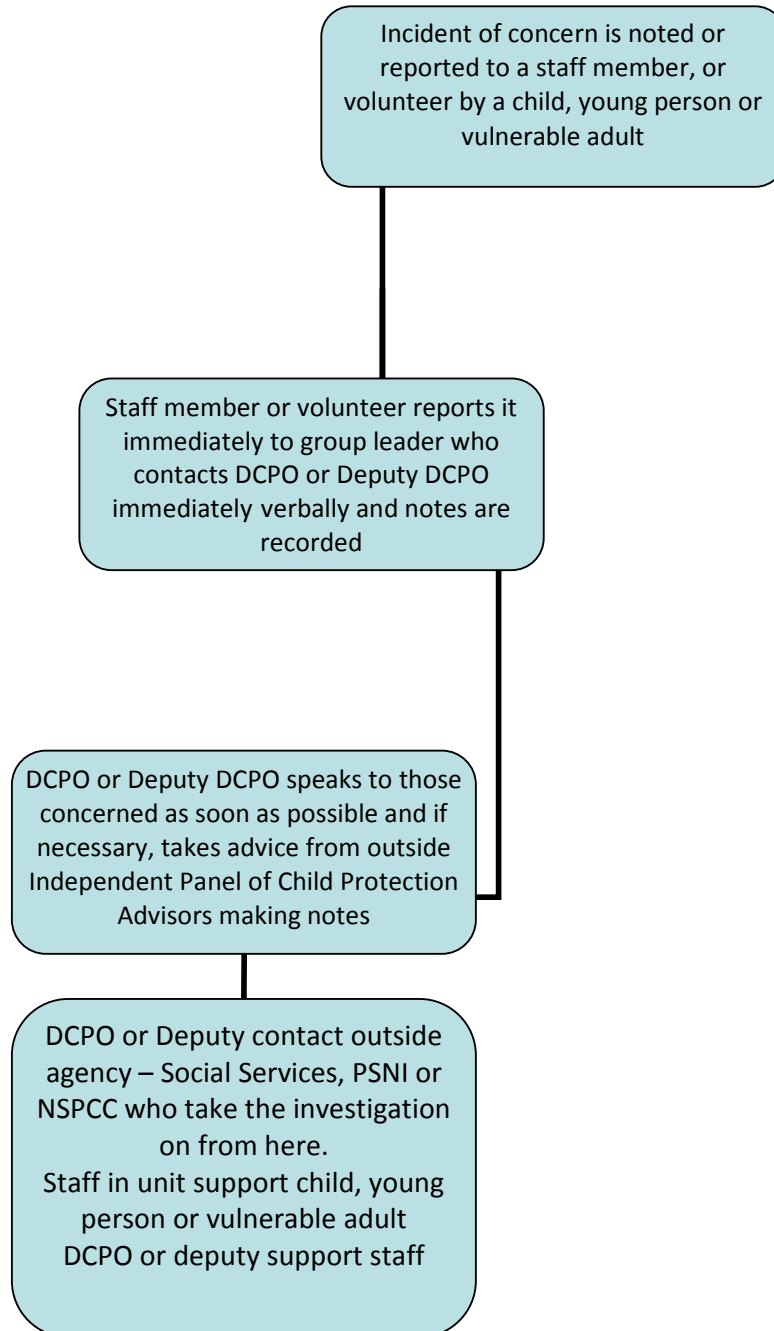 Incident of concern is noted or
reported to a staff member, or
volunteer by a child, young person or
vulnerable adult
Staff member or volunteer reports it
immediately to group leader who
contacts DCPO or Deputy DCPO
immediately verbally and notes are
recorded
DCPO or Deputy DCPO speaks to those
concerned as soon as possible and if
necessary, takes advice from outside
Independent Panel of Child Protection
Advisors making notes
DCPO or Deputy contact outside
agency – Social Services, PSNI or
NSPCC who take the investigation
on from here.
Staff in unit support child, young
person or vulnerable adult
DCPO or deputy support staff